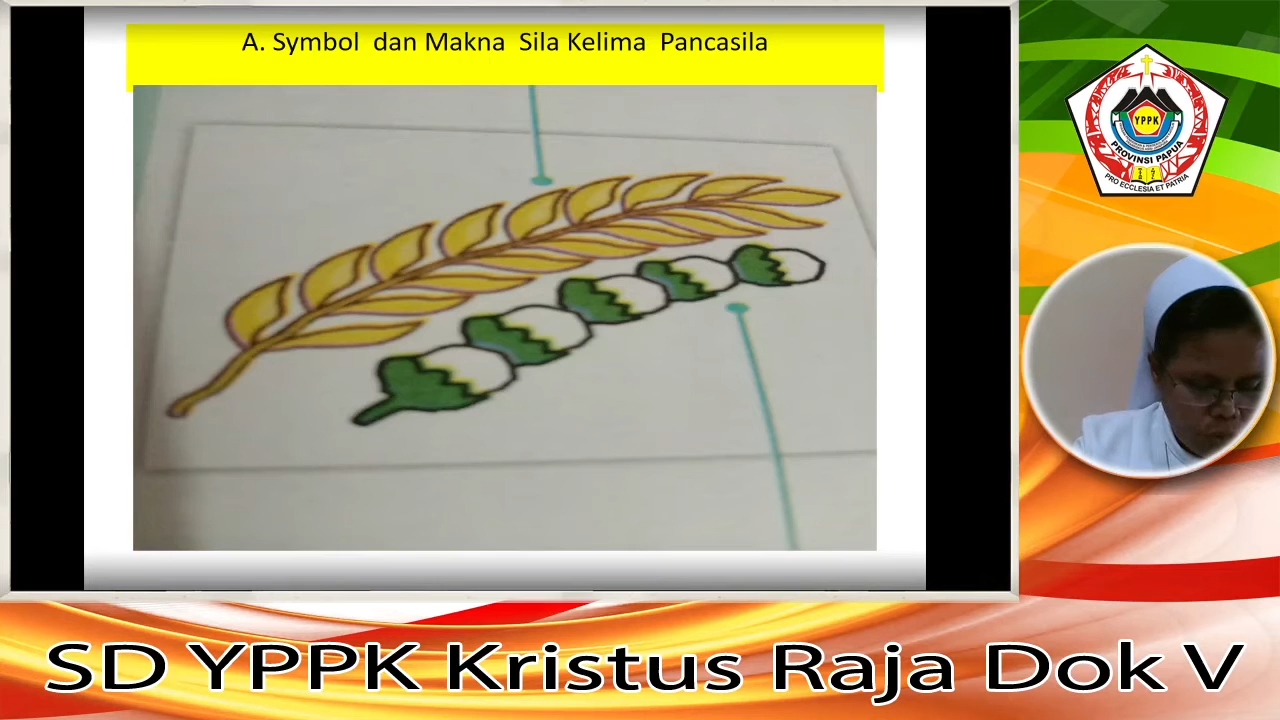 A. Symbol dan Makna Sila Kelima Pancasila
YPPK
PROVINSI PAPUA
PRO ECCLESIA ET PATRIA
SD YPPK Kristus Raja Dok V